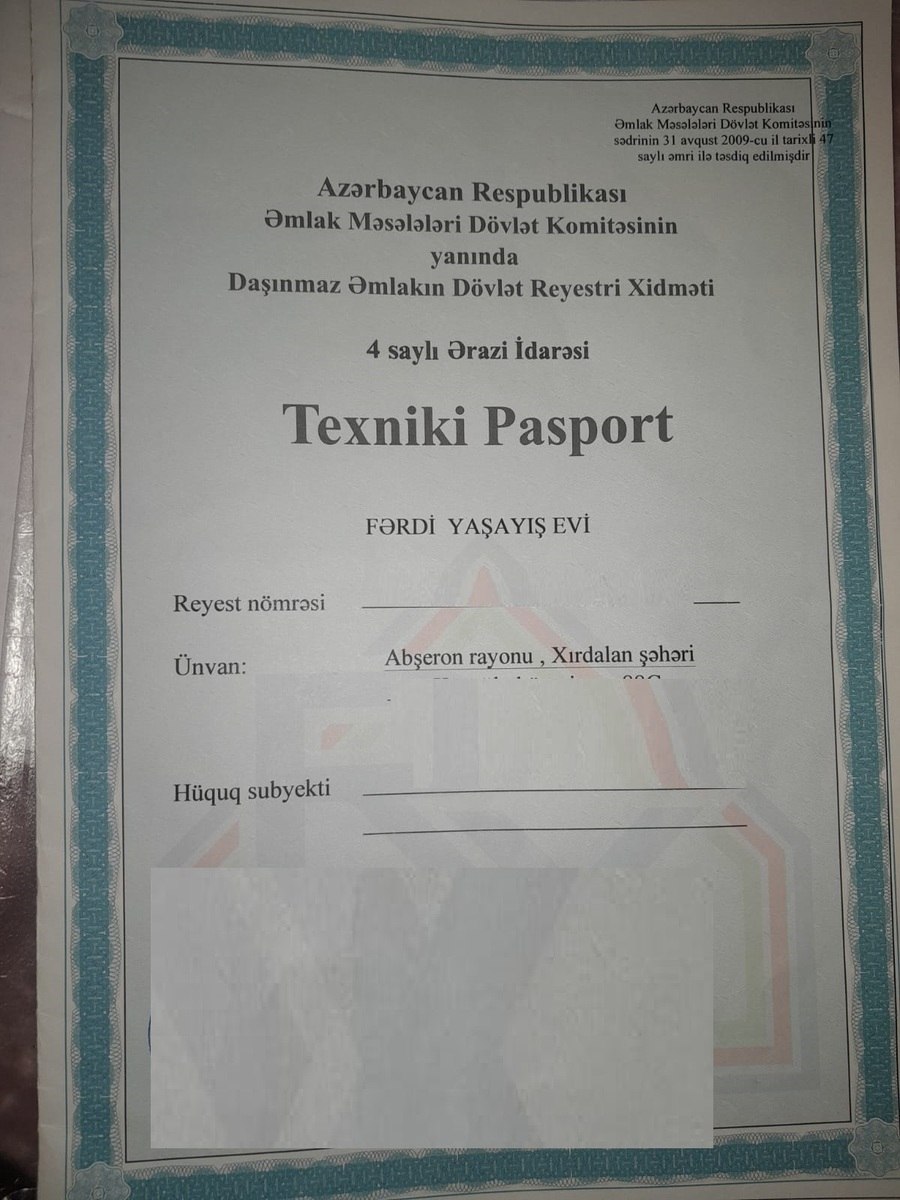 Azərbaycan Respublikası
Əmlak Məsələləri Dövlət Komitəsinin
sədrinin 31 avqust 2009-cu il tarixli 47
saylı əmri ilə təsdiq edilmişdir
Azərbaycan Respublikası
Əmlak Məsələləri Dövlət Komitəsinin
yanında
Daşınmaz Əmlakın Dövlət Reyestri Xidməti
4 saylı Ərazi İdarəsi
Texniki Pasport
FƏRDİ YAŞAYIŞ EVİ
Reyest nömrəsi
Ünvan: Abşeron rayonu , Xırdalan şəhəri
Hüquq subyekti